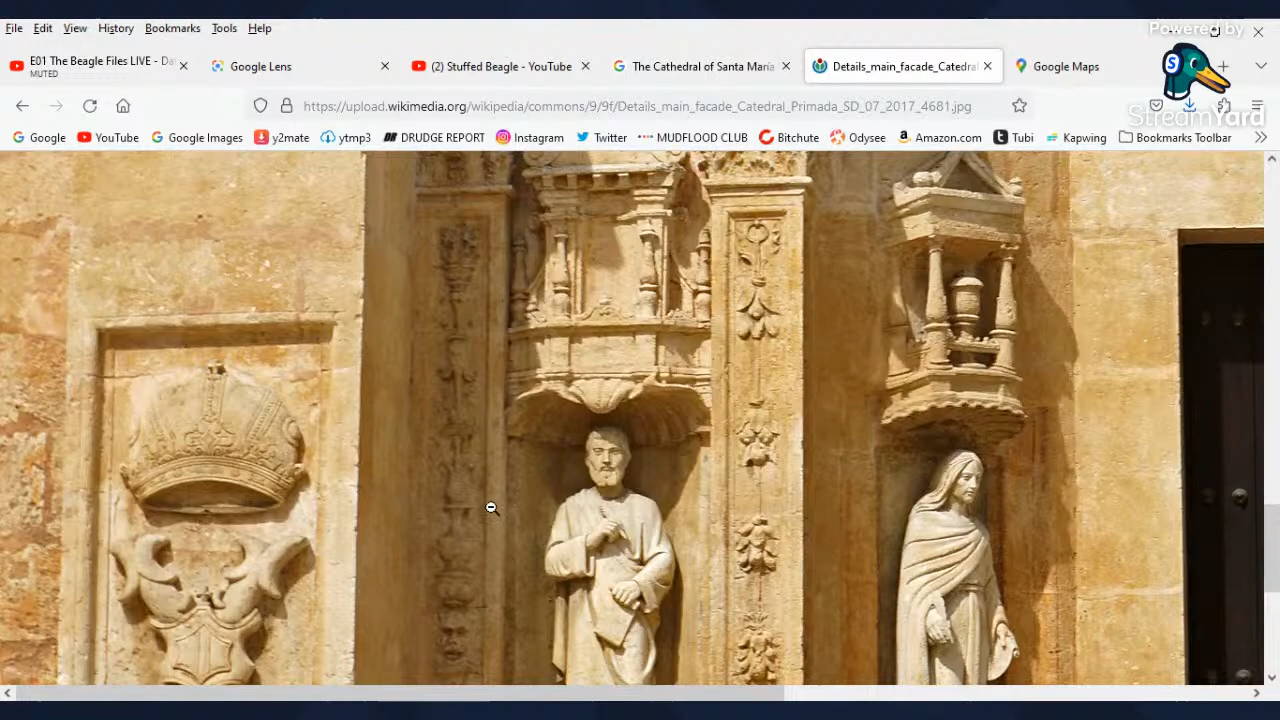 Powered by
StreamYard
File Edit View History Bookmarks Tools Help
E01 The Beagle Files LIVE - Da
MUTED
Google Lens
(2) Stuffed Beagle - YouTube
The Cathedral of Santa María
Details_main_facade_Catedral
Google Maps
https://upload.wikimedia.org/wikipedia/commons/9/9f/Details_main_facade_Catedral_Primada_SD_07_2017_4681.jpg
Google YouTube Google Images y2mate ytmp3 DRUDGE REPORT Instagram Twitter MUDFLOOD CLUB Bitchute Odysee Amazon.com Tubi Kapwing Bookmarks Toolbar